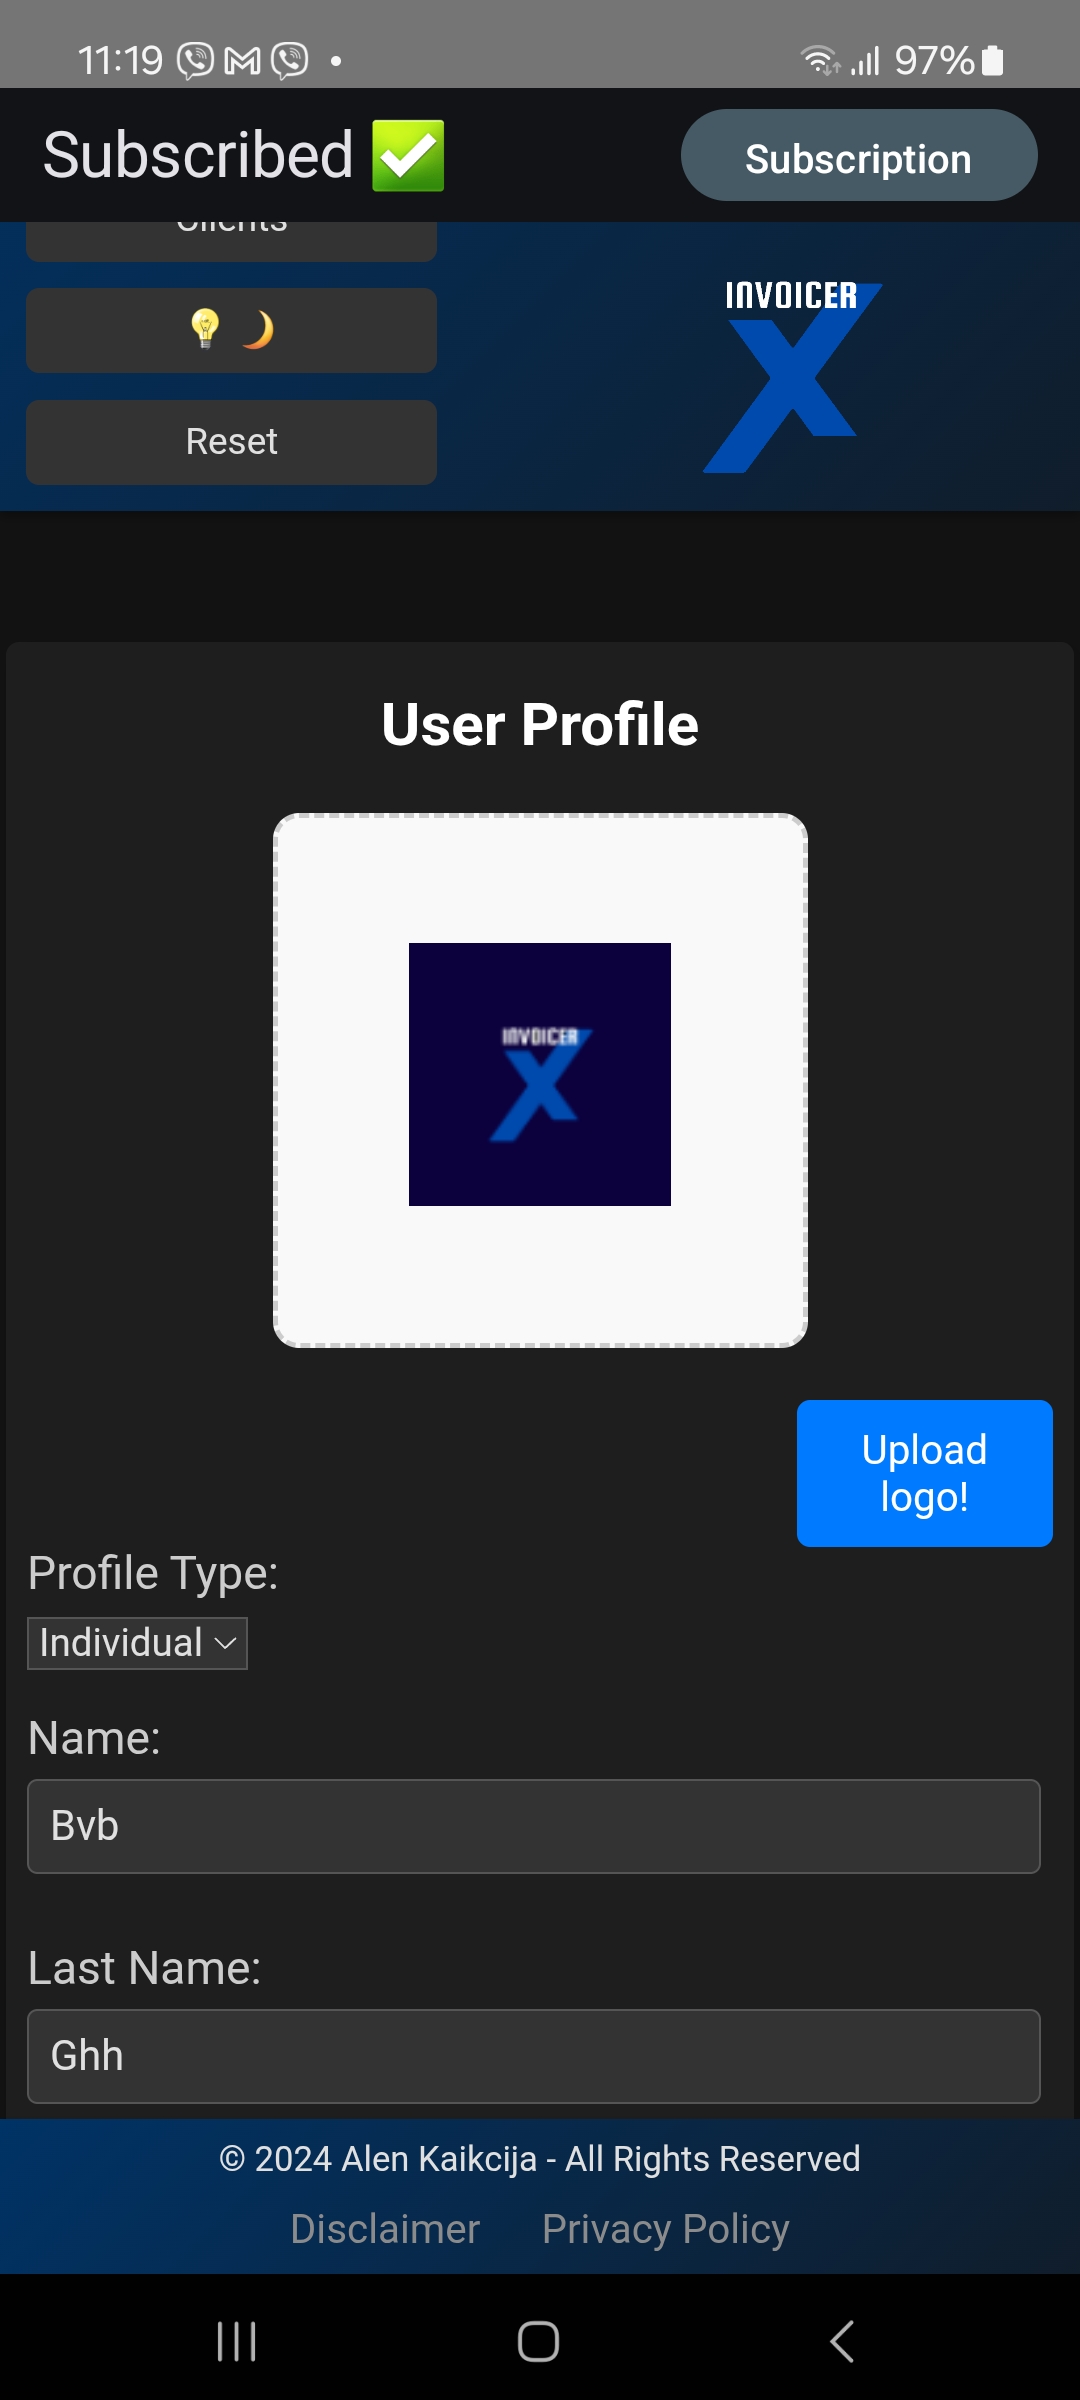 11:19
97%
Subscribed ✅
Subscription
Clients
💡 🌙
INVOICER
X
Reset
User Profile
INVOICER
X
Upload
logo!
Profile Type:
Individual
Name:
Bvb
Last Name:
Ghh
© 2024 Alen Kaikcija - All Rights Reserved
Disclaimer Privacy Policy